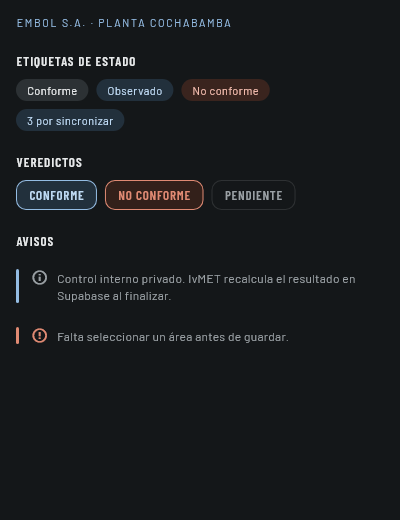 EMBOL S.A. · PLANTA COCHABAMBA
ETIQUETAS DE ESTADO
Conforme
Observado
No conforme
3 por sincronizar
VEREDICTOS
CONFORME
NO CONFORME
PENDIENTE
AVISOS
Control interno privado. IvMET recalcula el resultado en
Supabase al finalizar.
Falta seleccionar un área antes de guardar.